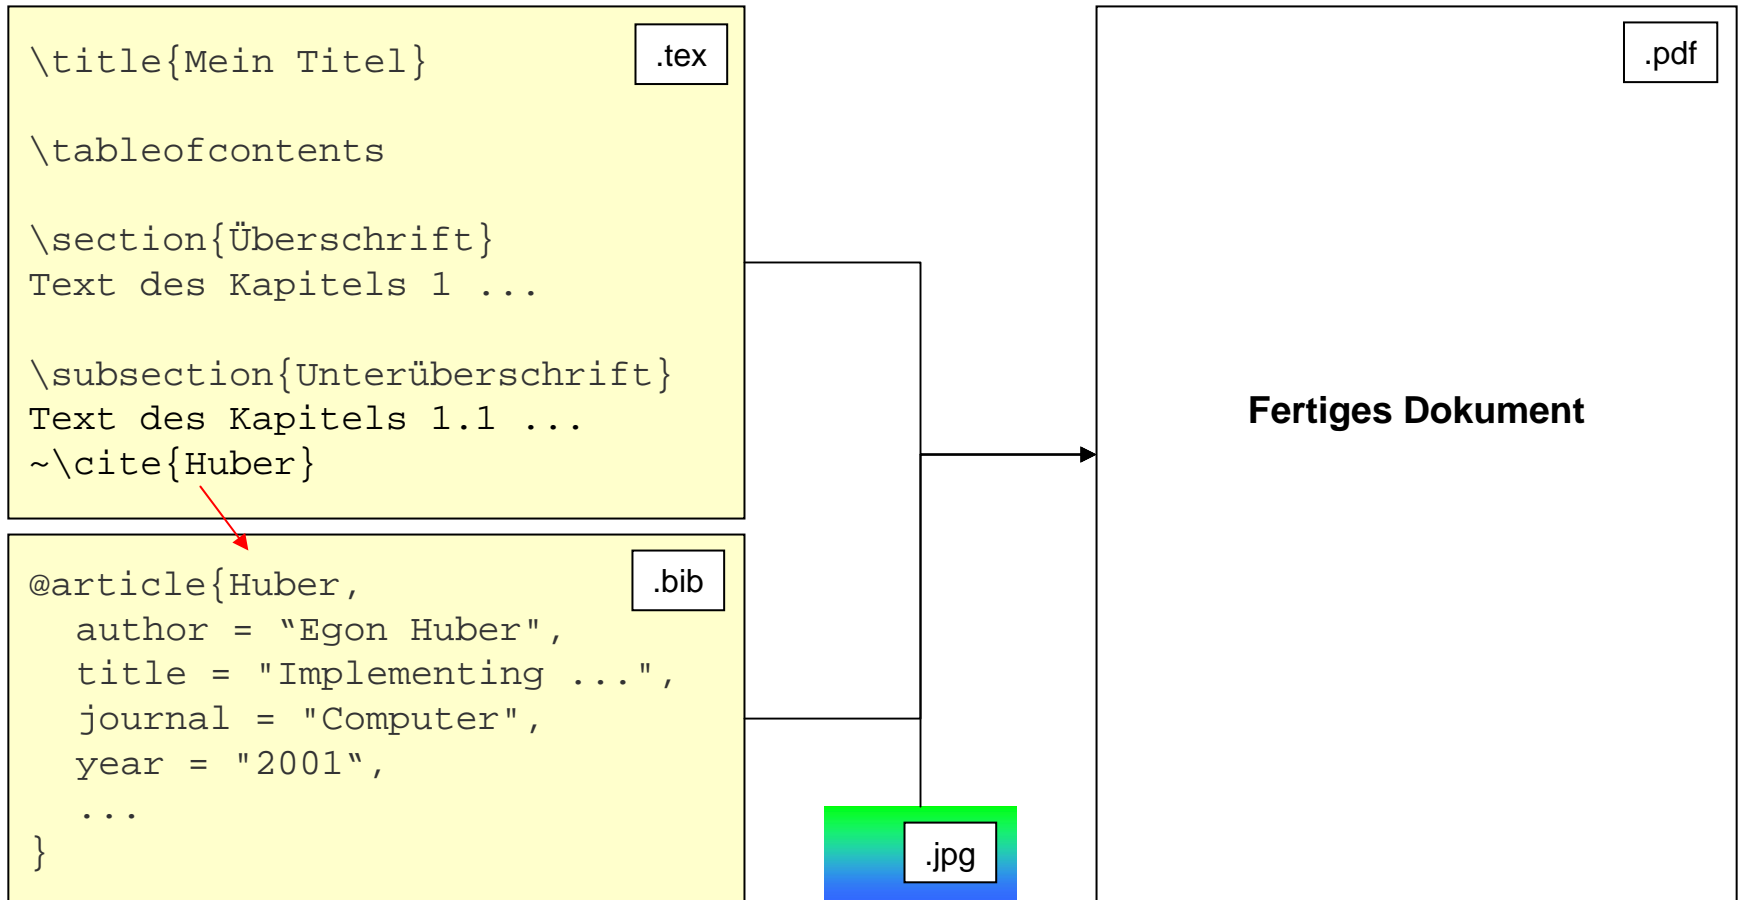 \title{Mein Titel}
.tex
\tableofcontents
\section{Überschrift}
Text des Kapitels 1 ...
\subsection{Unterüberschrift}
Text des Kapitels 1.1 ...
~\cite{Huber}
@article{Huber,
.bib
author = “Egon Huber",
title = "Implementing ...",
journal = "Computer",
year = "2001“,
...
}
.jpg
.pdf
Fertiges Dokument